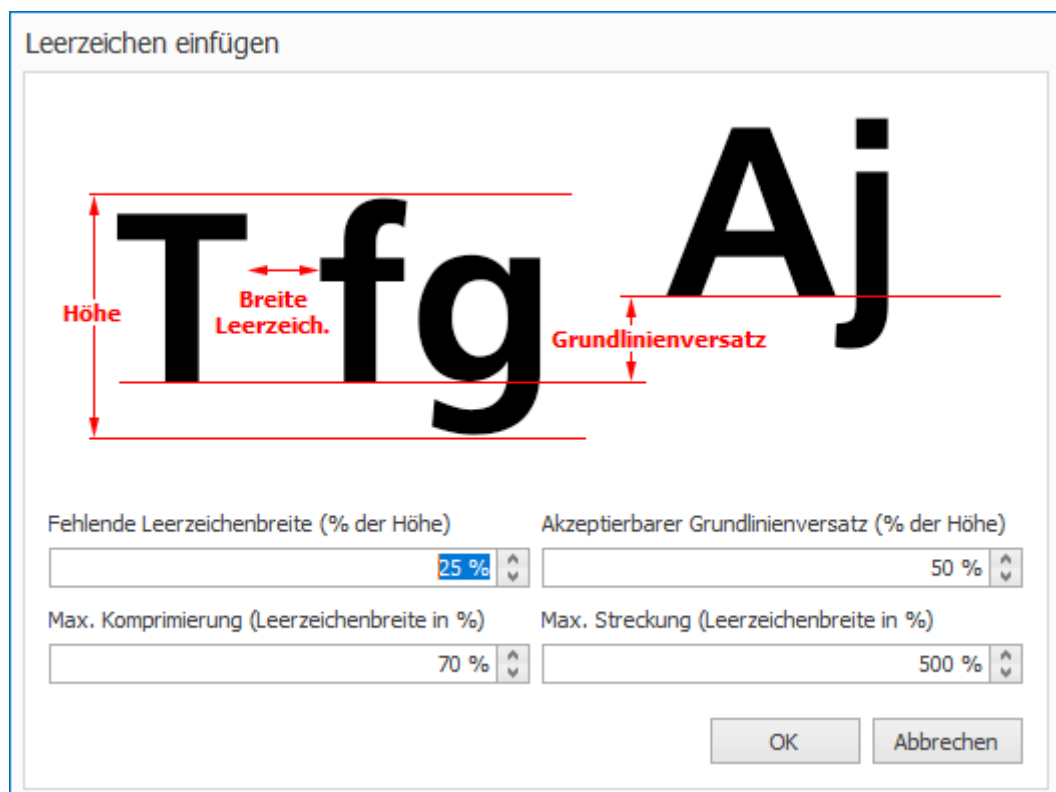 Leerzeichen einfügen
T fg Aj
Höhe
Breite
Leerzeich.
Grundlinienversatz
Fehlende Leerzeichenbreite (% der Höhe)
Akzeptierbarer Grundlinienversatz (% der Höhe)
25 %
50 %
Max. Komprimierung (Leerzeichenbreite in %)
Max. Streckung (Leerzeichenbreite in %)
70 %
500 %
OK
Abbrechen